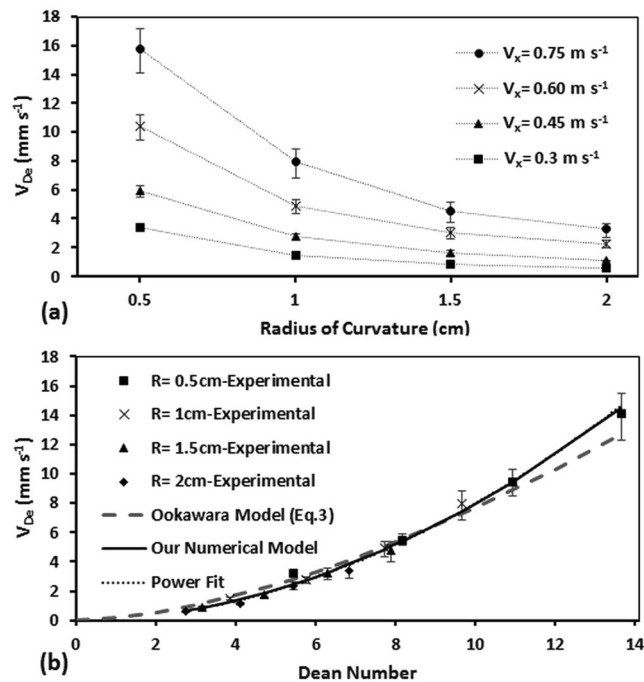 18
16
14
12
10
8
6
4
2
0
V_De (mm s⁻¹)
V_x= 0.75 m s⁻¹
V_x= 0.60 m s⁻¹
V_x= 0.45 m s⁻¹
V_x= 0.3 m s⁻¹
0.5 1 1.5 2
(a) Radius of Curvature (cm)
18
16
14
12
10
8
6
4
2
0
V_De (mm s⁻¹)
R= 0.5cm-Experimental
R= 1cm-Experimental
R= 1.5cm-Experimental
R= 2cm-Experimental
Ookawara Model (Eq.3)
Our Numerical Model
Power Fit
0 2 4 6 8 10 12 14
(b) Dean Number